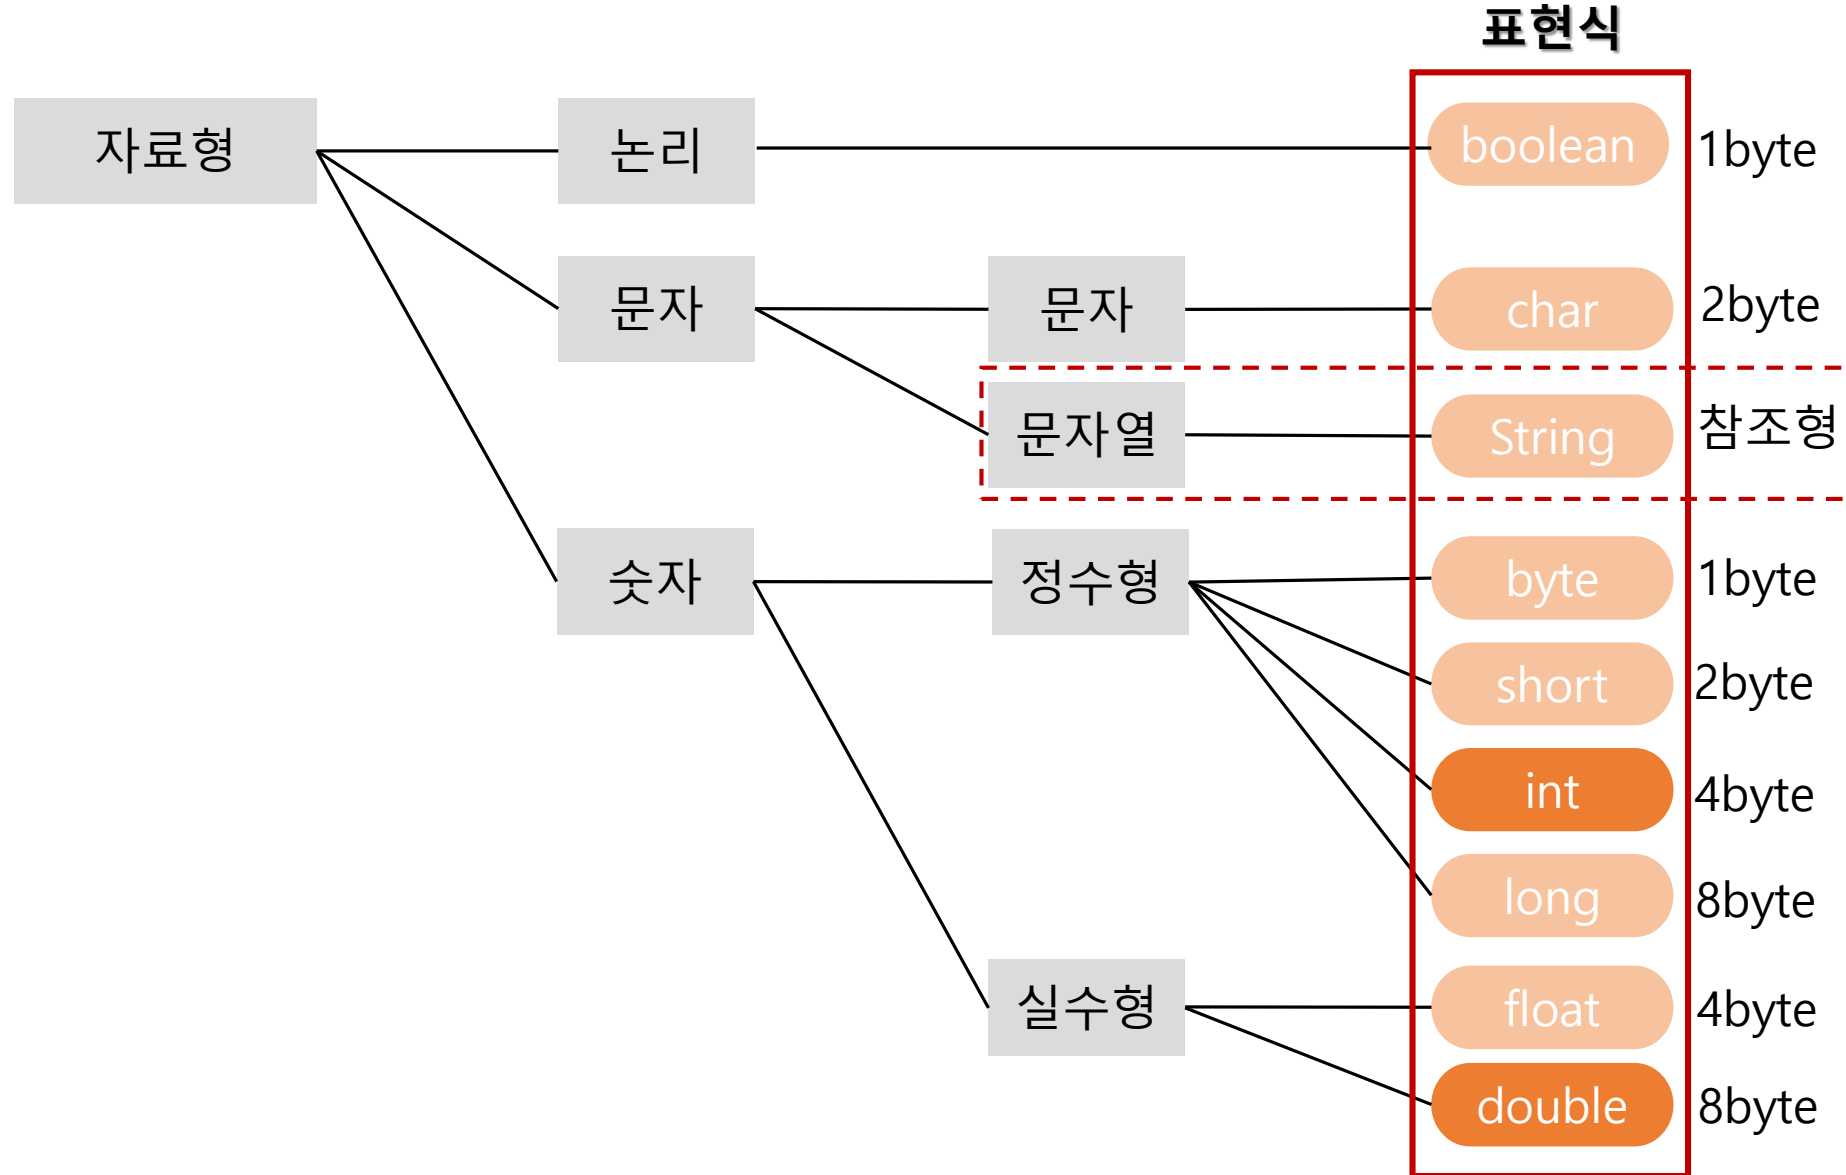 표현식
자료형
논리
boolean
1byte
문자
문자
char
2byte
문자열
String
참조형
숫자
정수형
byte
1byte
short
2byte
int
4byte
long
8byte
실수형
float
4byte
double
8byte